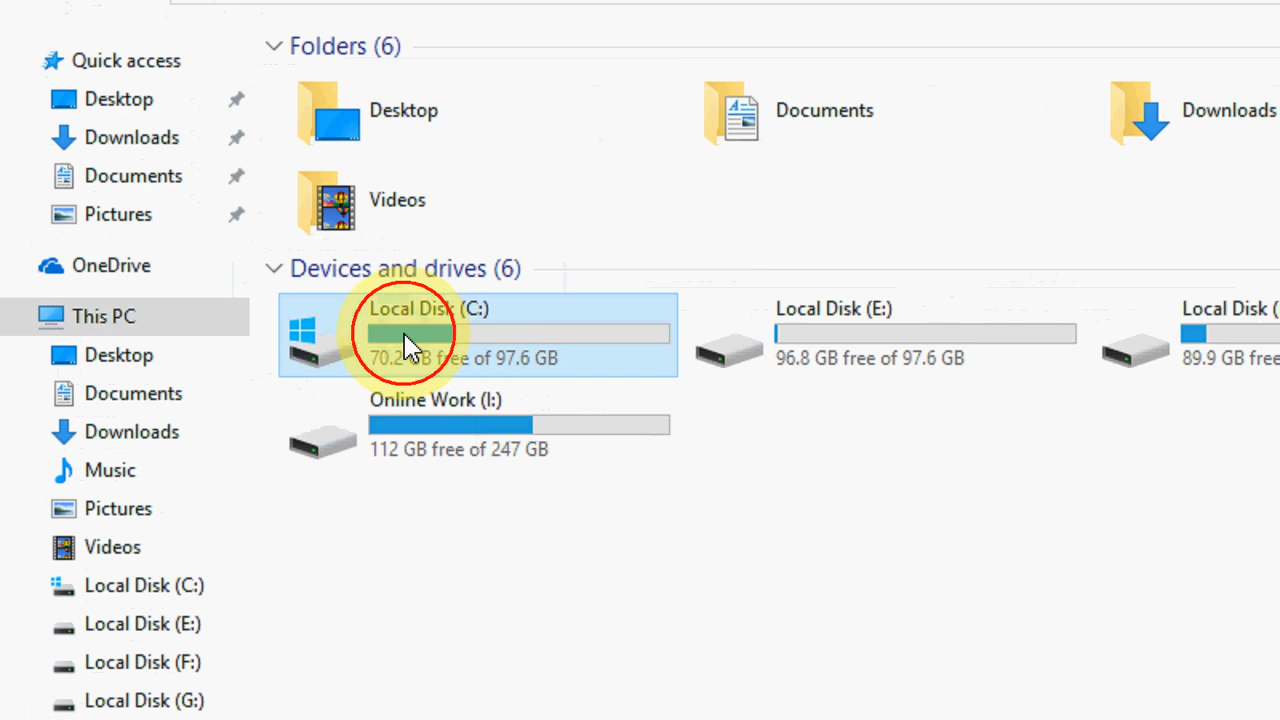 Quick access
Desktop
Downloads
Documents
Pictures
OneDrive
This PC
Desktop
Documents
Downloads
Music
Pictures
Videos
Local Disk (C:)
Local Disk (E:)
Local Disk (F:)
Local Disk (G:)
Folders (6)
Desktop
Documents
Downloads
Videos
Devices and drives (6)
Local Disk (C:)
70.2 GB free of 97.6 GB
Local Disk (E:)
96.8 GB free of 97.6 GB
Local Disk (
89.9 GB free
Online Work (I:)
112 GB free of 247 GB